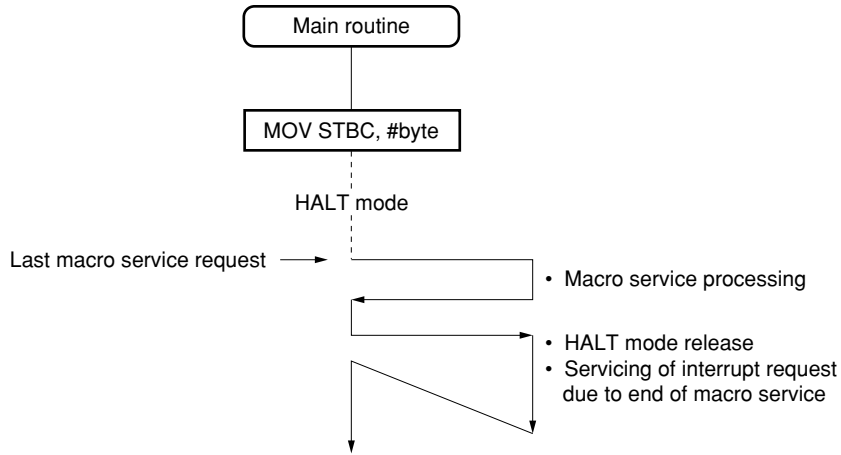 Main routine
MOV STBC, #byte
HALT mode
Last macro service request
• Macro service processing
• HALT mode release
• Servicing of interrupt request
due to end of macro service